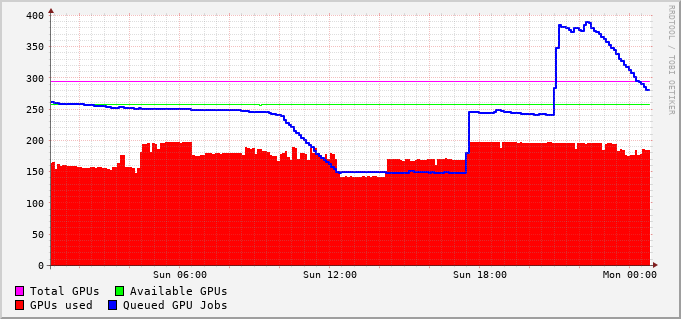 400
350
300
250
200
150
100
50
0
Sun 06:00 Sun 12:00 Sun 18:00 Mon 00:00
Total GPUs Available GPUs
GPUs used Queued GPU Jobs
RRDTOOL / TOBI OETIKER